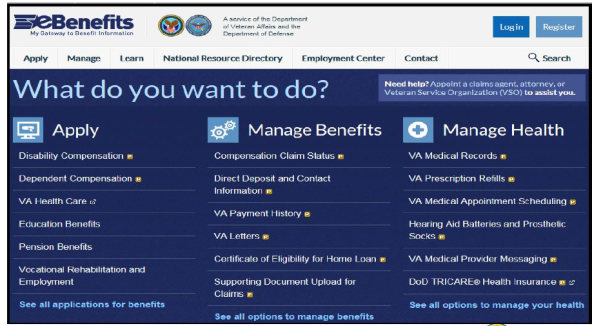 eBenefits
My Gateway to Benefit Information
A service of the Department
of Veteran Affairs and the
Department of Defense
Log in
Register
Apply
Manage
Learn
National Resource Directory
Employment Center
Contact
Search
What do you want to do?
Need help? Appoint a claims agent, attorney, or
Veteran Service Organization (VSO) to assist you.
Apply
Disability Compensation
Dependent Compensation
VA Health Care
Education Benefits
Pension Benefits
Vocational Rehabilitation and
Employment
See all applications for benefits
Manage Benefits
Compensation Claim Status
Direct Deposit and Contact
Information
VA Payment History
VA Letters
Certificate of Eligibility for Home Loan
Supporting Document Upload for
Claims
See all options to manage benefits
Manage Health
VA Medical Records
VA Prescription Refills
VA Medical Appointment Scheduling
Hearing Aid Batteries and Prosthetic
Socks
VA Medical Provider Messaging
DoD TRICARE® Health Insurance
See all options to manage your health